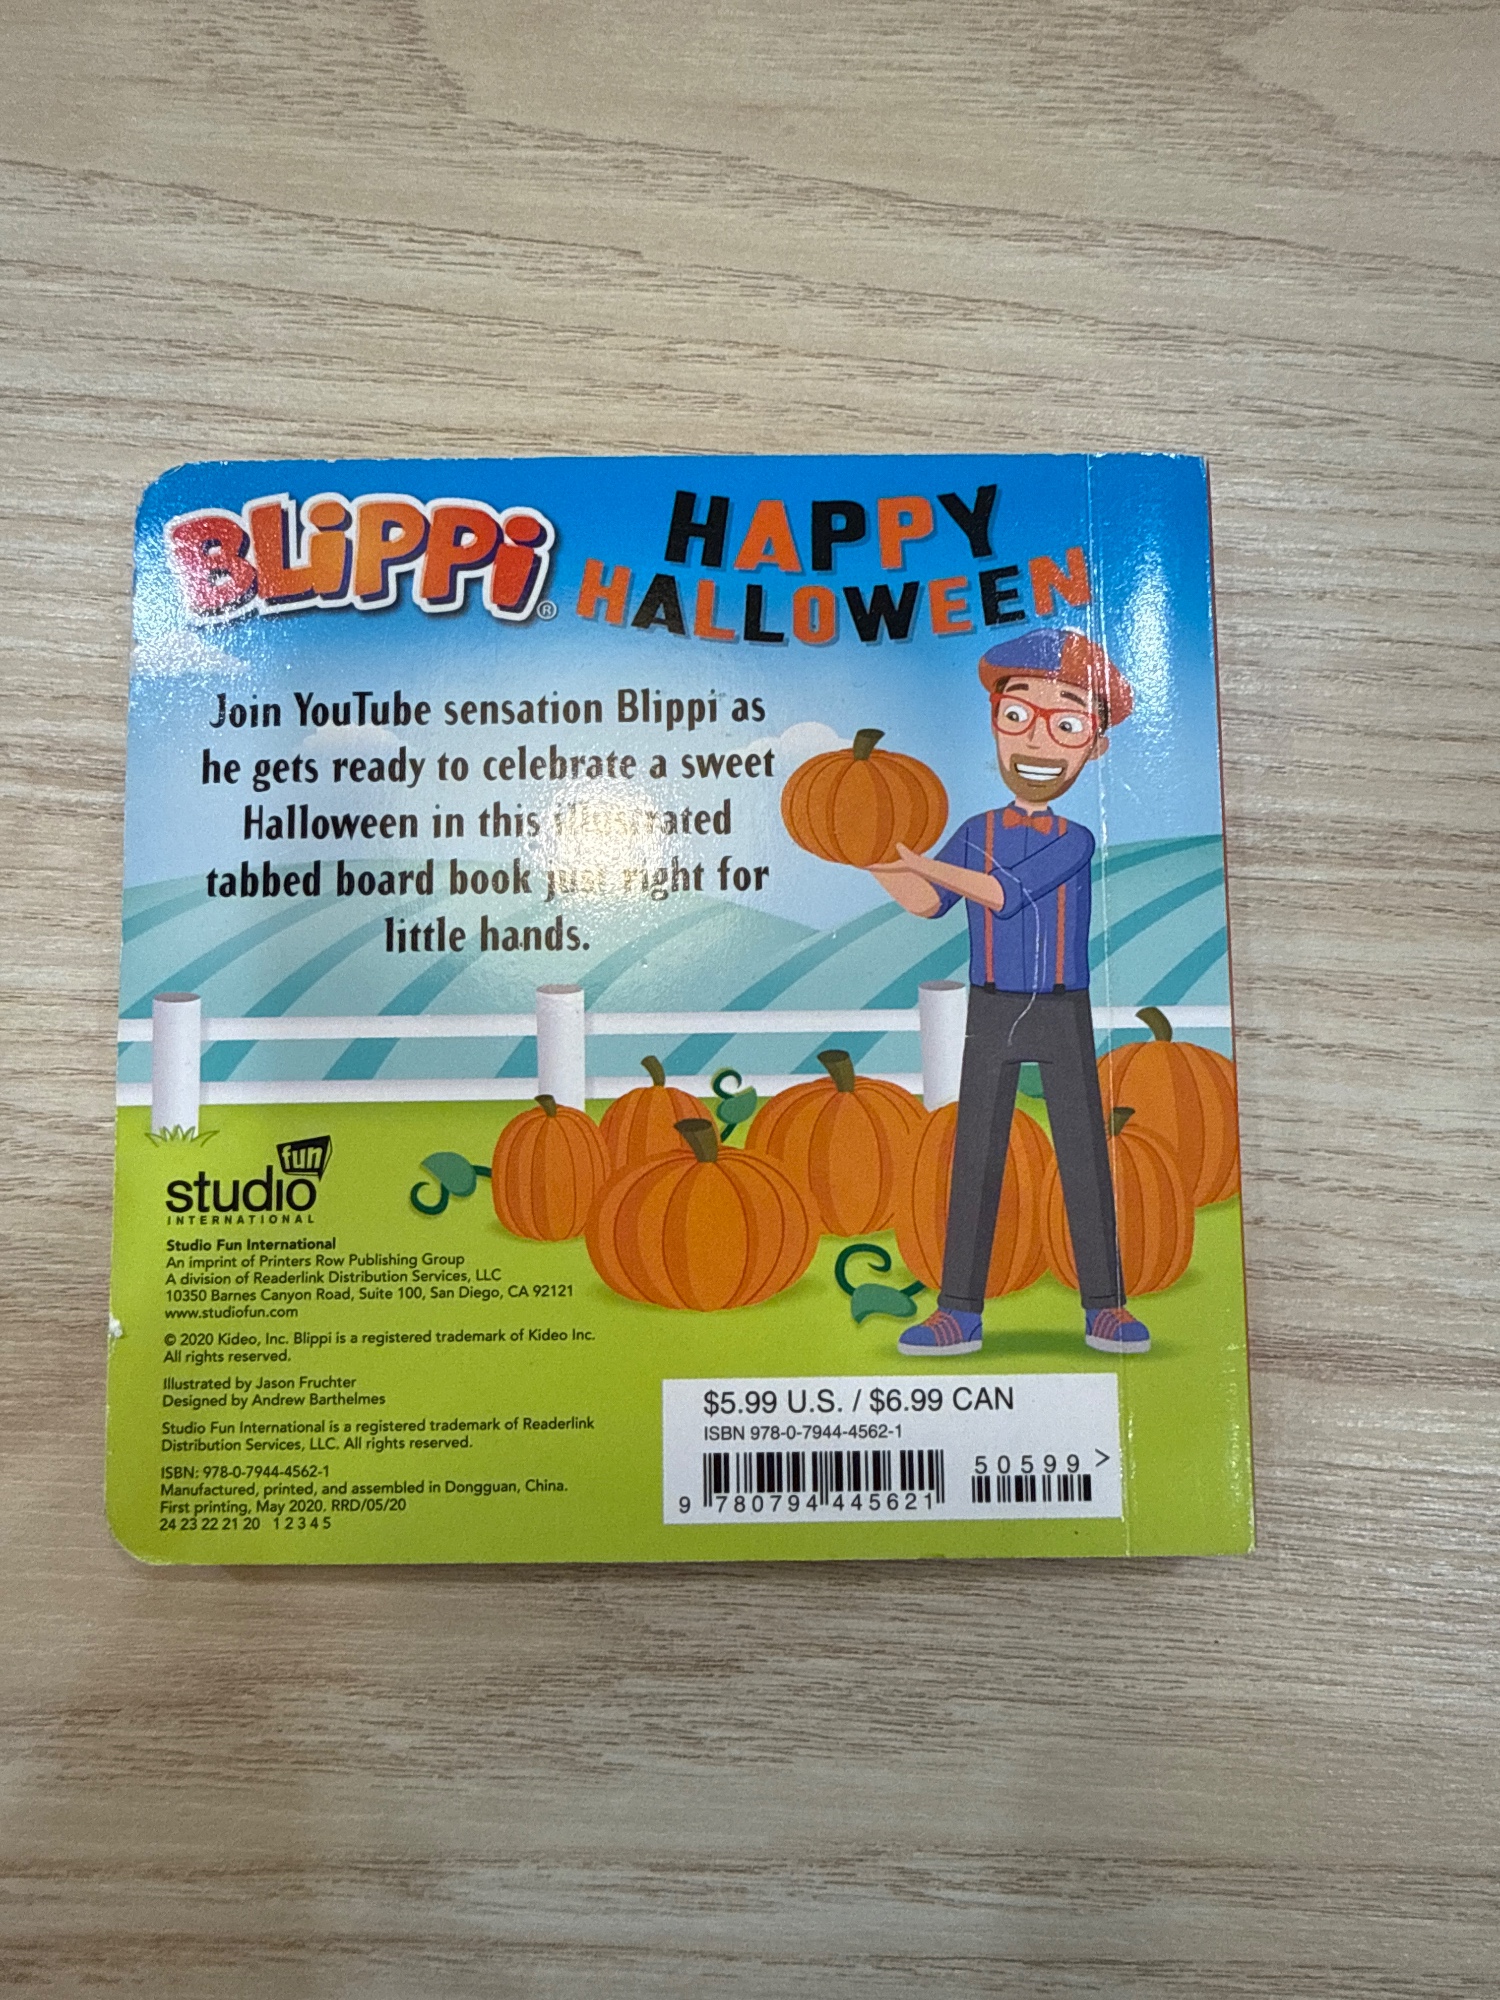 BLiPPi®
HAPPY
HALLOWEEN
Join YouTube sensation Blippi as
he gets ready to celebrate a sweet
Halloween in this illustrated
tabbed board book just right for
little hands.
fun
studio
INTERNATIONAL
Studio Fun International
An imprint of Printers Row Publishing Group
A division of Readerlink Distribution Services, LLC
10350 Barnes Canyon Road, Suite 100, San Diego, CA 92121
www.studiofun.com
© 2020 Kideo, Inc. Blippi is a registered trademark of Kideo Inc.
All rights reserved.
Illustrated by Jason Fruchter
Designed by Andrew Barthelmes
Studio Fun International is a registered trademark of Readerlink
Distribution Services, LLC. All rights reserved.
ISBN: 978-0-7944-4562-1
Manufactured, printed, and assembled in Dongguan, China.
First printing, May 2020. RRD/05/20
24 23 22 21 20 1 2 3 4 5
$5.99 U.S. / $6.99 CAN
ISBN 978-0-7944-4562-1
50599 >
9 780794 445621